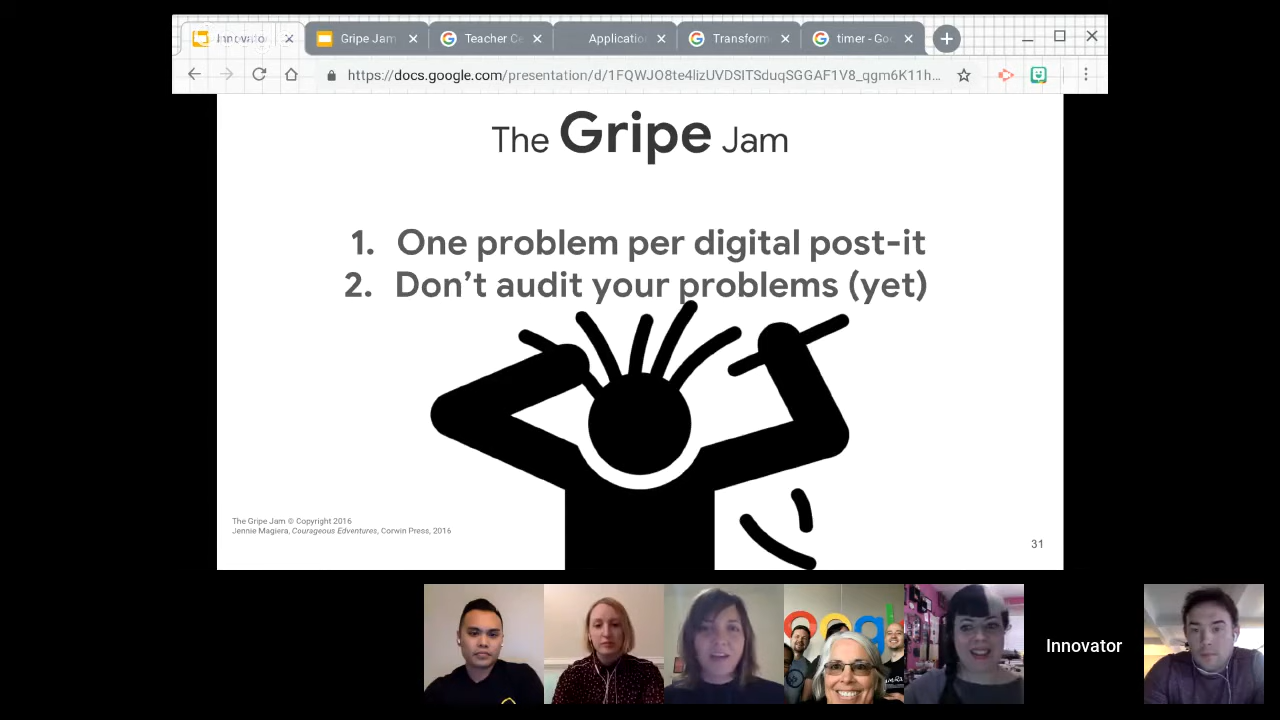 Innovator
Gripe Jam
Teacher Ce
Applicatio
Transform
timer - Goo
https://docs.google.com/presentation/d/1FQWJO8te4lizUVDSITSduqSGGAF1V8_qgm6K11h...
The Gripe Jam
1. One problem per digital post-it
2. Don’t audit your problems (yet)
The Gripe Jam © Copyright 2016
Jennie Magiera, Courageous Edventures, Corwin Press, 2016
31
Innovator